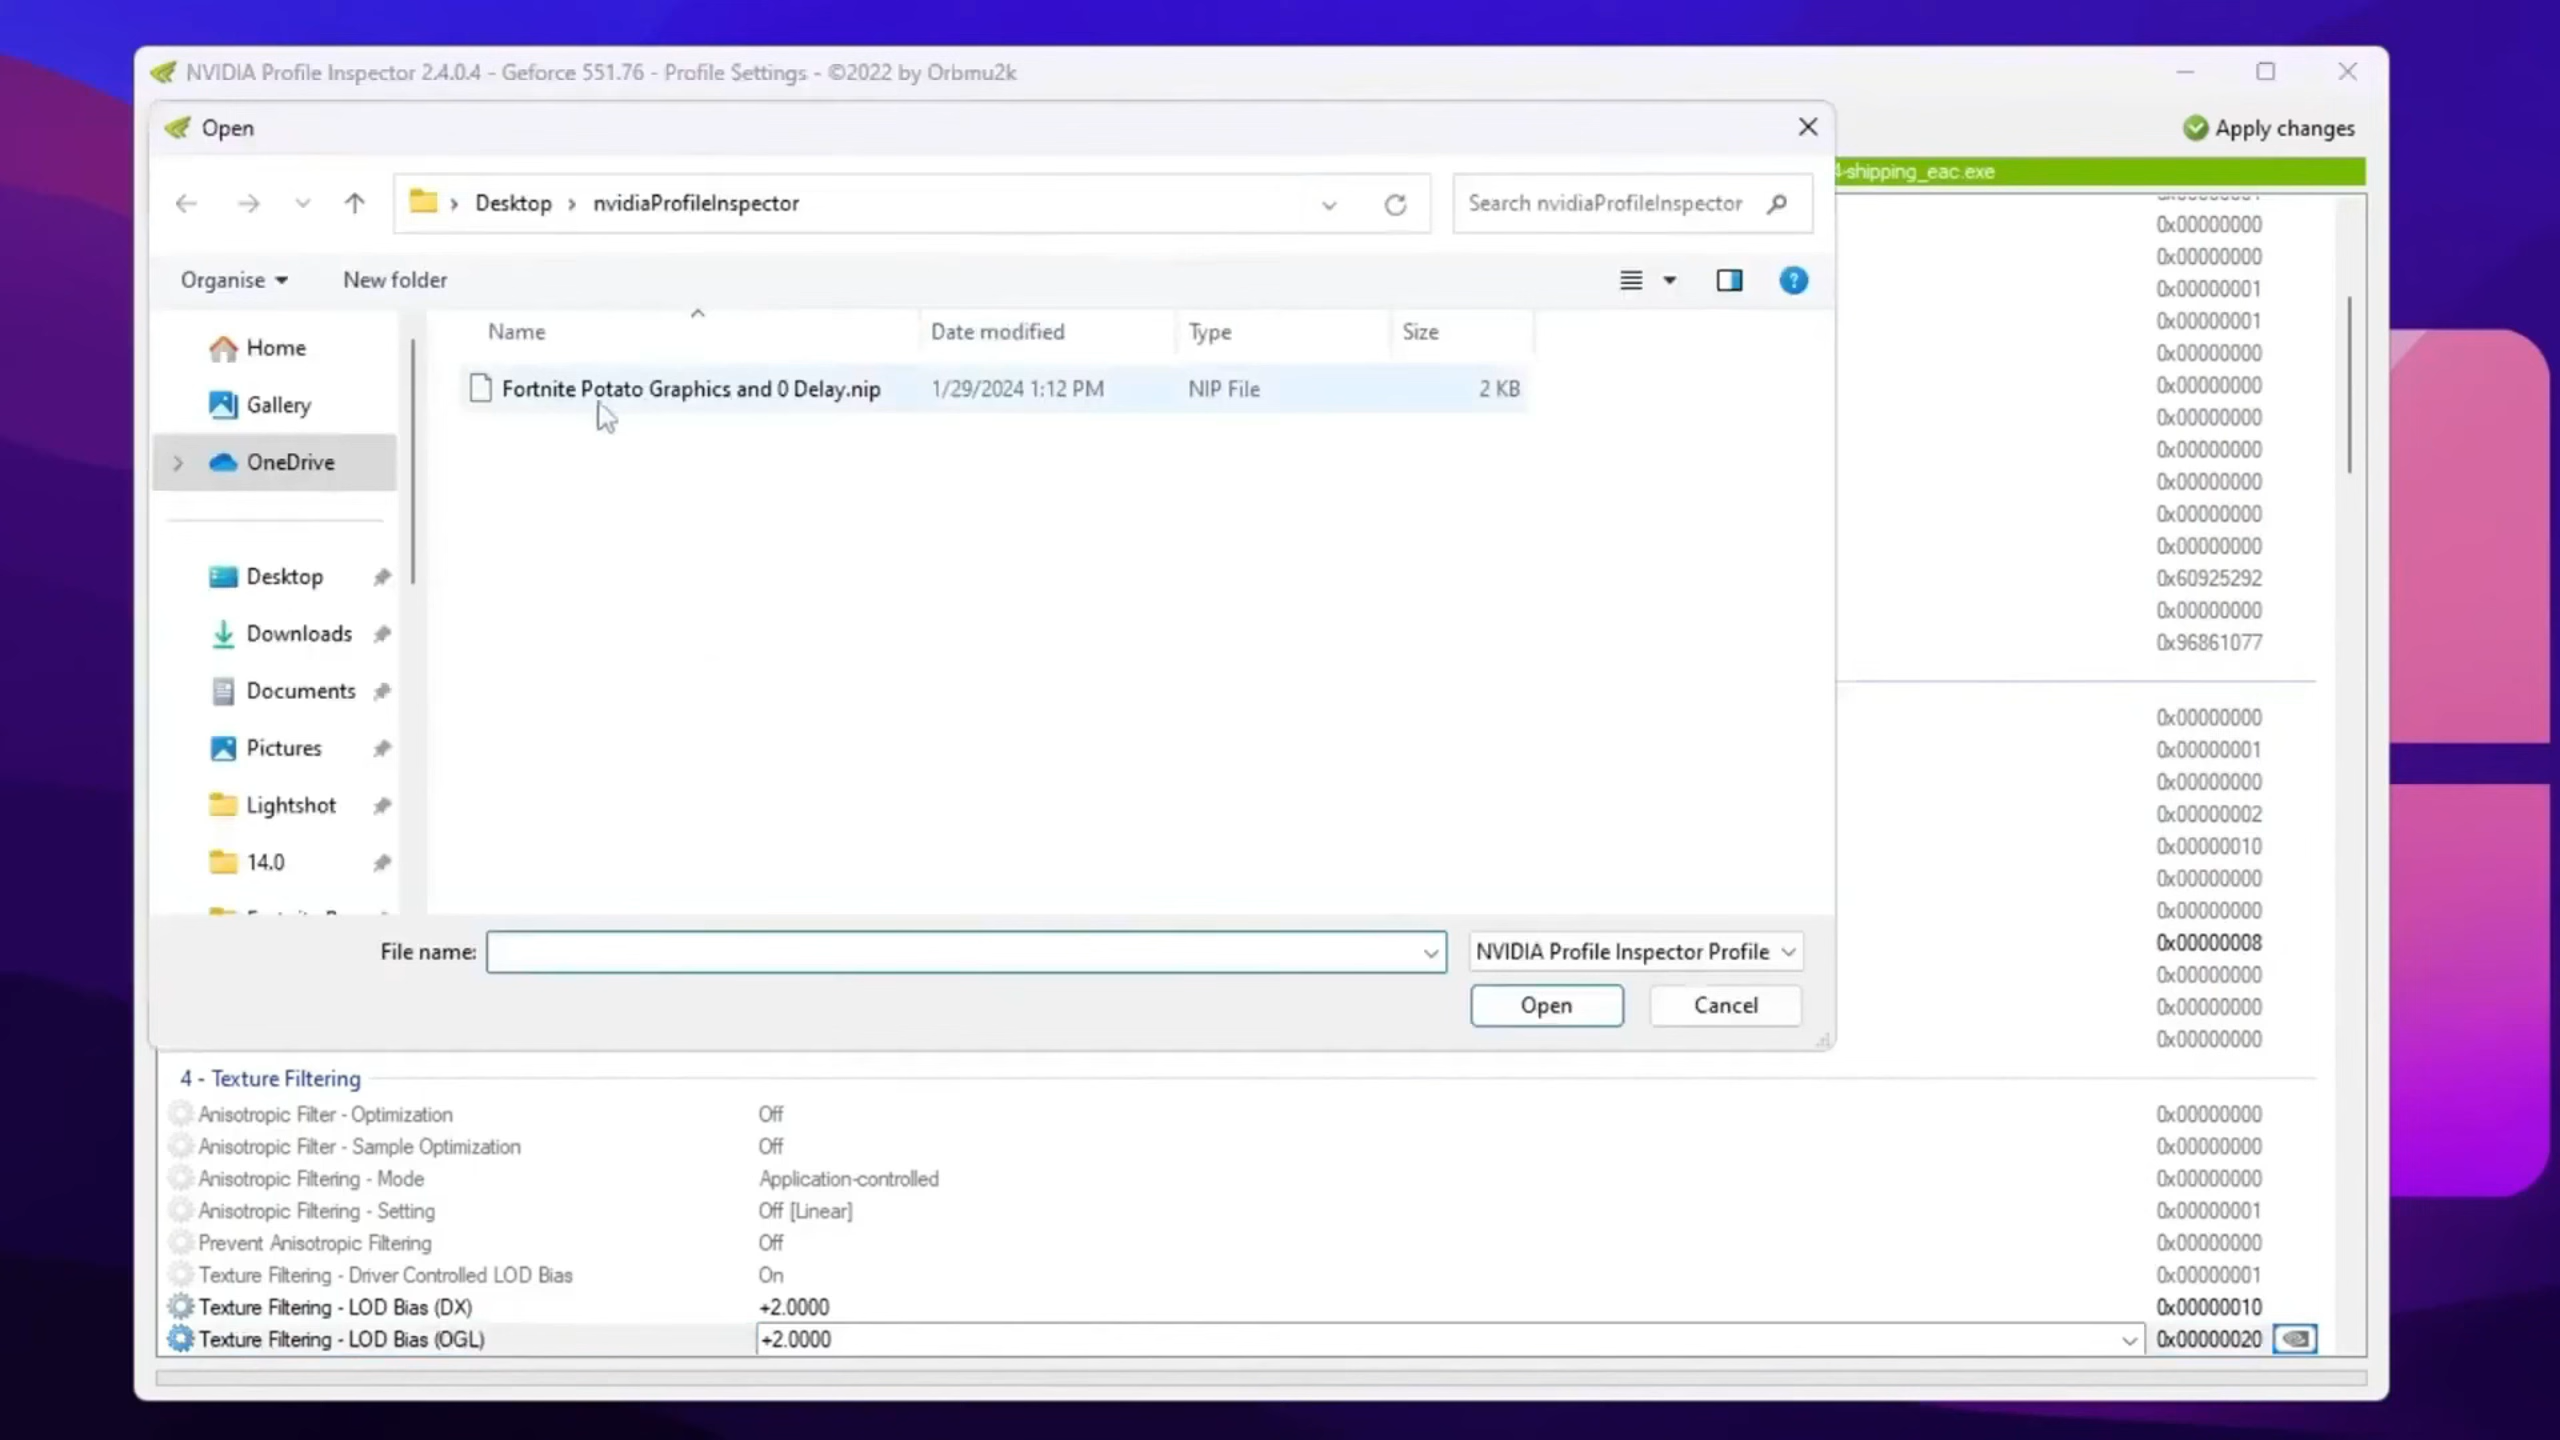 NVIDIA Profile Inspector 2.4.0.4 - Geforce 551.76 - Profile Settings - ©2022 by Orbmu2k
Open
Apply changes
4-shipping_eac.exe
Desktop > nvidiaProfileInspector
Search nvidiaProfileInspector
Organise
New folder
Name
Date modified
Type
Size
Fortnite Potato Graphics and 0 Delay.nip
1/29/2024 1:12 PM
NIP File
2 KB
Home
Gallery
OneDrive
Desktop
Downloads
Documents
Pictures
Lightshot
14.0
File name:
NVIDIA Profile Inspector Profile
Open
Cancel
0x00000000
0x00000000
0x00000001
0x00000001
0x00000000
0x00000000
0x00000000
0x00000000
0x00000000
0x00000000
0x00000000
0x60925292
0x00000000
0x96861077
0x00000000
0x00000001
0x00000000
0x00000002
0x00000010
0x00000000
0x00000000
0x00000008
0x00000000
0x00000000
0x00000000
4 - Texture Filtering
Anisotropic Filter - Optimization Off 0x00000000
Anisotropic Filter - Sample Optimization Off 0x00000000
Anisotropic Filtering - Mode Application-controlled 0x00000000
Anisotropic Filtering - Setting Off [Linear] 0x00000001
Prevent Anisotropic Filtering Off 0x00000000
Texture Filtering - Driver Controlled LOD Bias On 0x00000001
Texture Filtering - LOD Bias (DX) +2.0000 0x00000010
Texture Filtering - LOD Bias (OGL) +2.0000 0x00000020